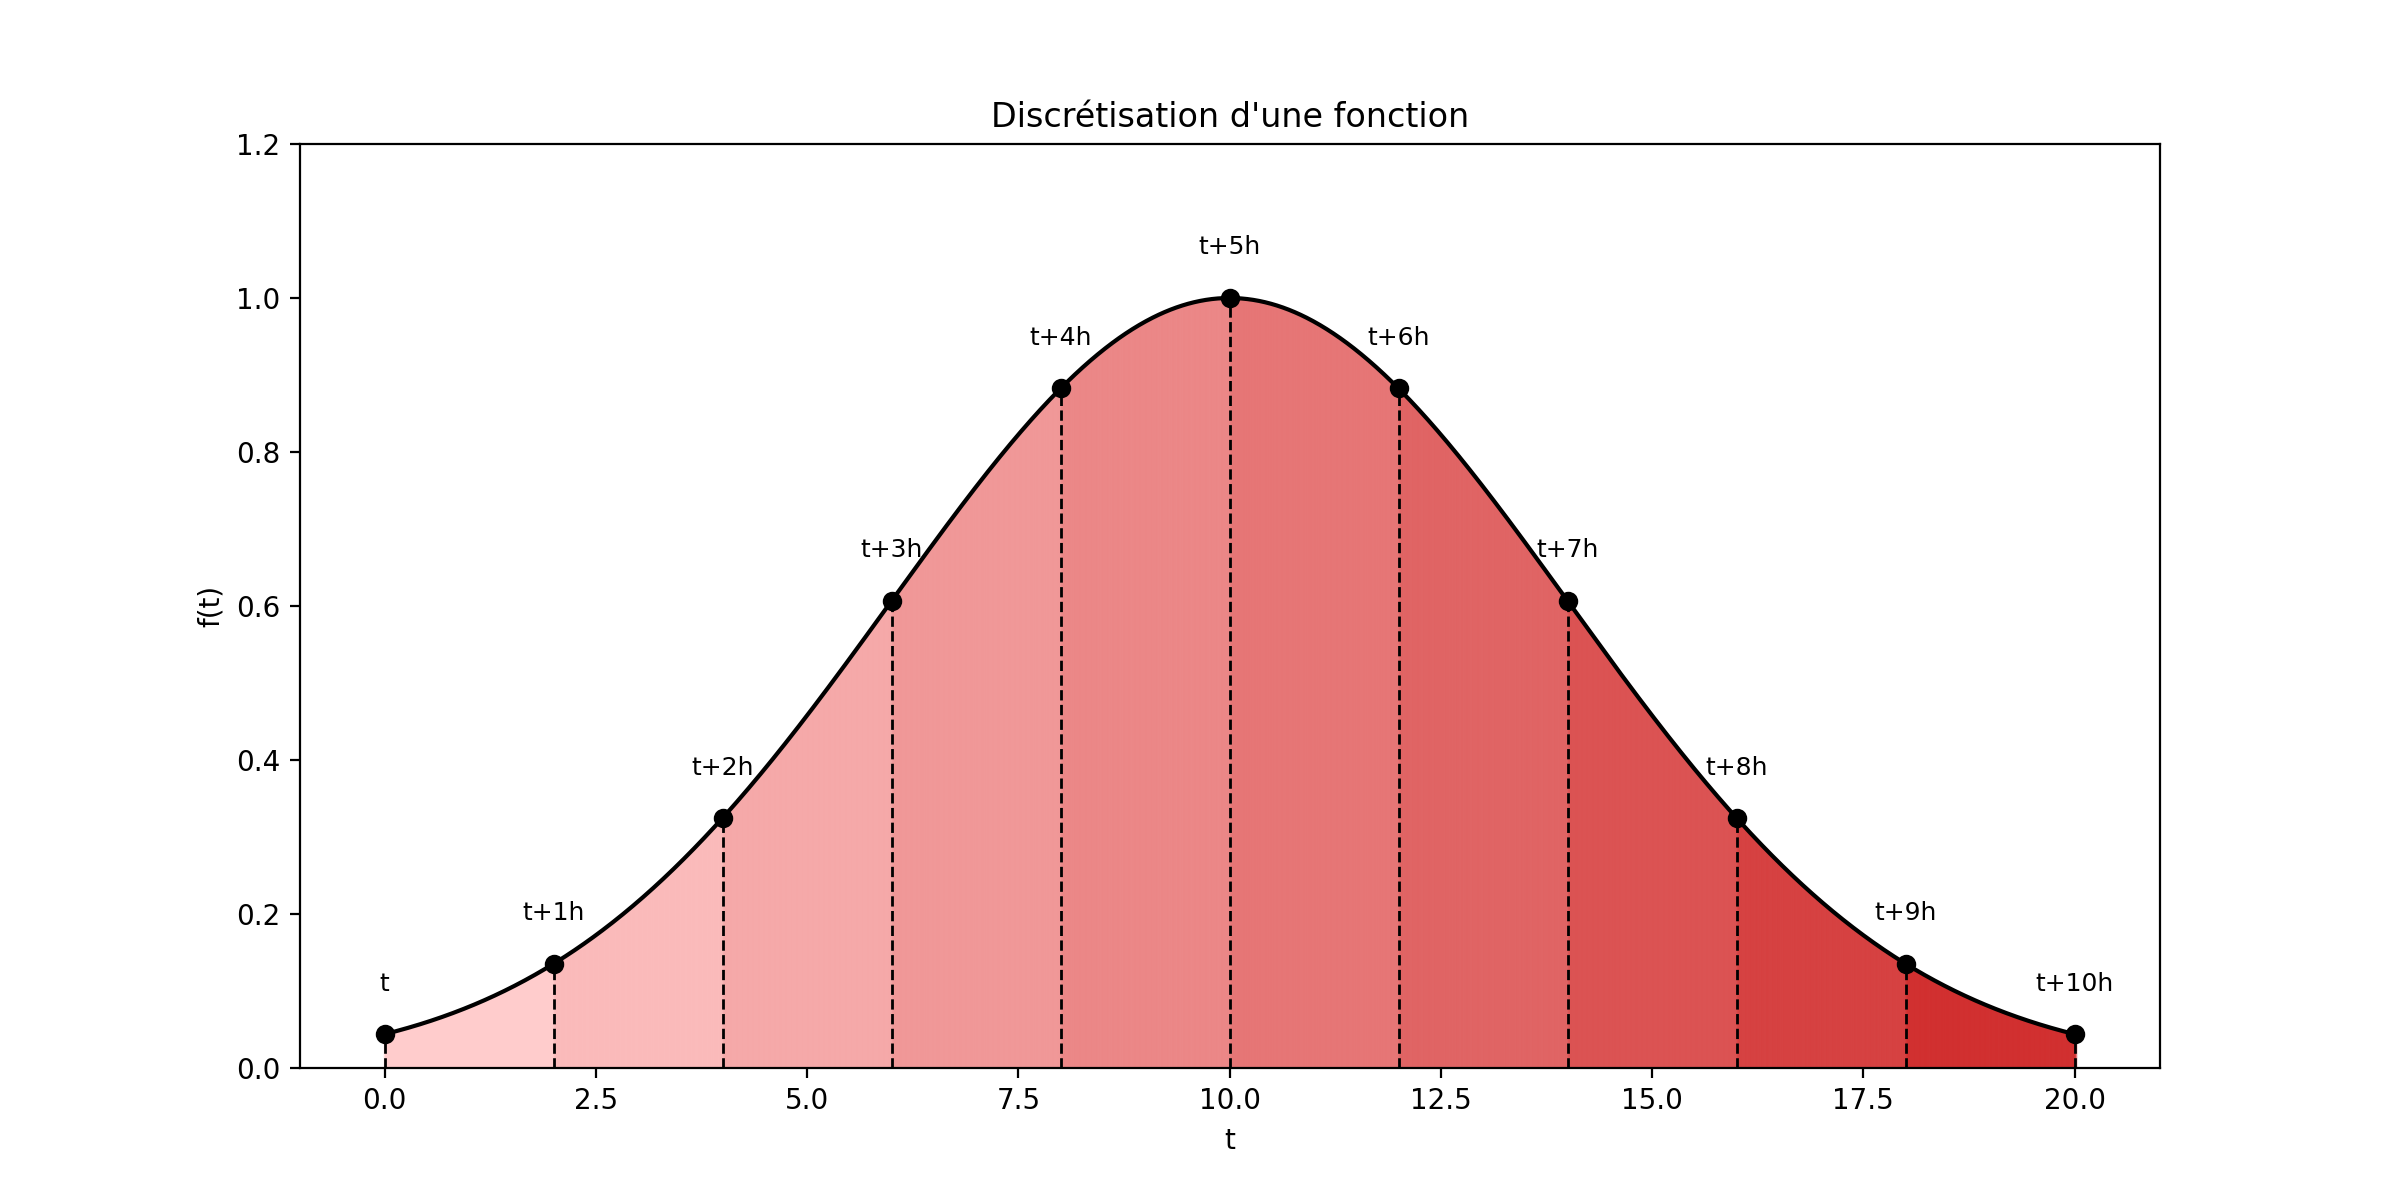 Discrétisation d'une fonction
1.2
1.0
0.8
0.6
0.4
0.2
0.0
f(t)
t
t+1h
t+2h
t+3h
t+4h
t+5h
t+6h
t+7h
t+8h
t+9h
t+10h
0.0 2.5 5.0 7.5 10.0 12.5 15.0 17.5 20.0
t